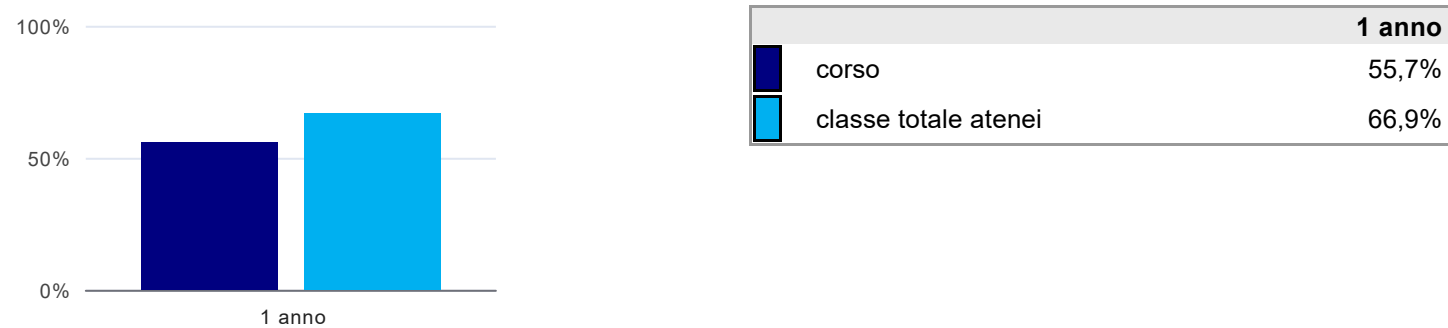 100%
50%
0%
1 anno
1 anno
corso 55,7%
classe totale atenei 66,9%